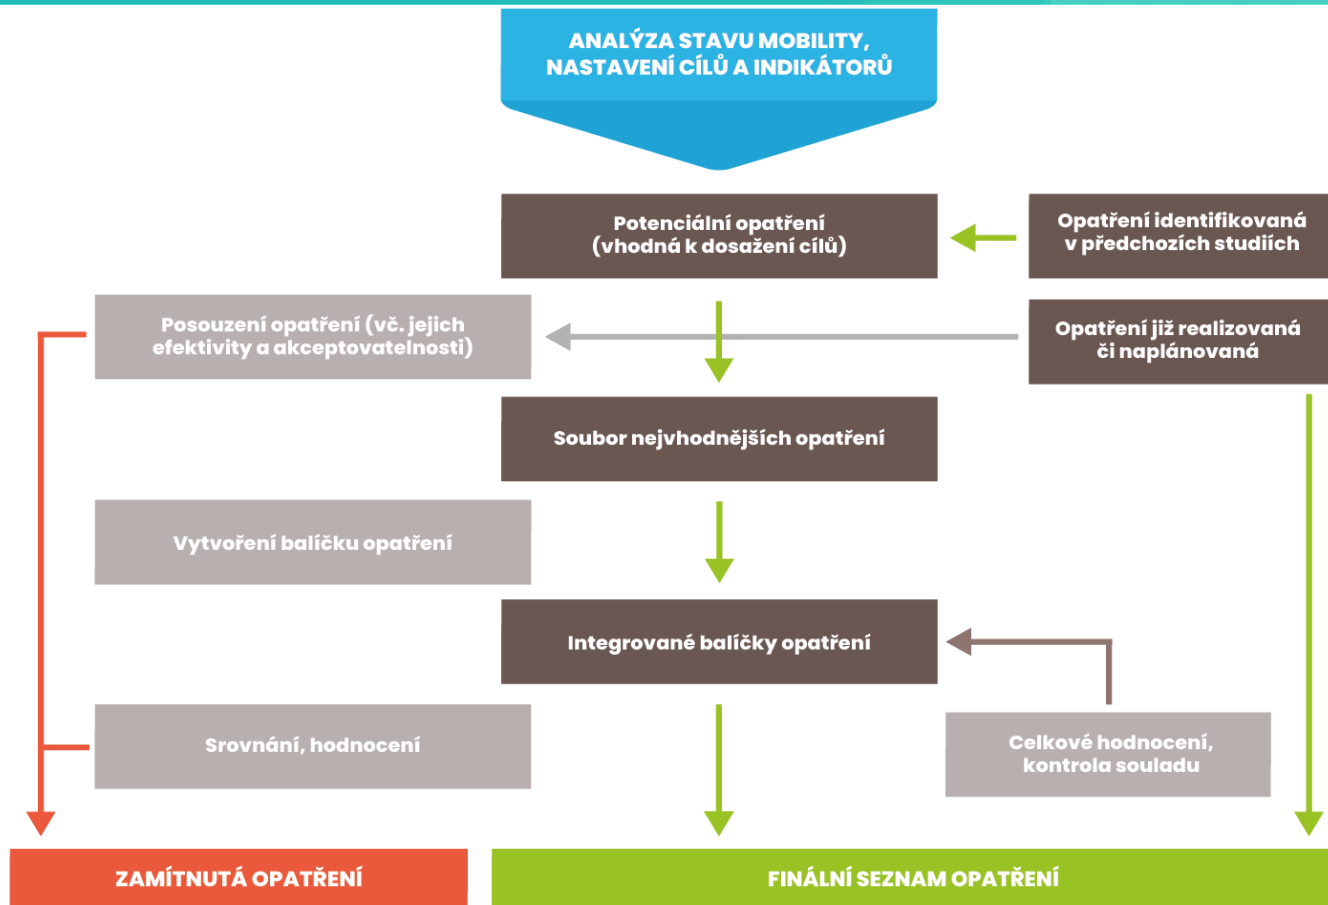 ANALÝZA STAVU MOBILITY,
NASTAVENÍ CÍLŮ A INDIKÁTORŮ
Potenciální opatření
(vhodná k dosažení cílů)
Opatření identifikovaná
v předchozích studiích
Posouzení opatření (vč. jejich
efektivity a akceptovatelnosti)
Opatření již realizovaná
či naplánovaná
Soubor nejvhodnějších opatření
Vytvoření balíčku opatření
Integrované balíčky opatření
Srovnání, hodnocení
Celkové hodnocení,
kontrola souladu
ZAMÍTNUTÁ OPATŘENÍ
FINÁLNÍ SEZNAM OPATŘENÍ